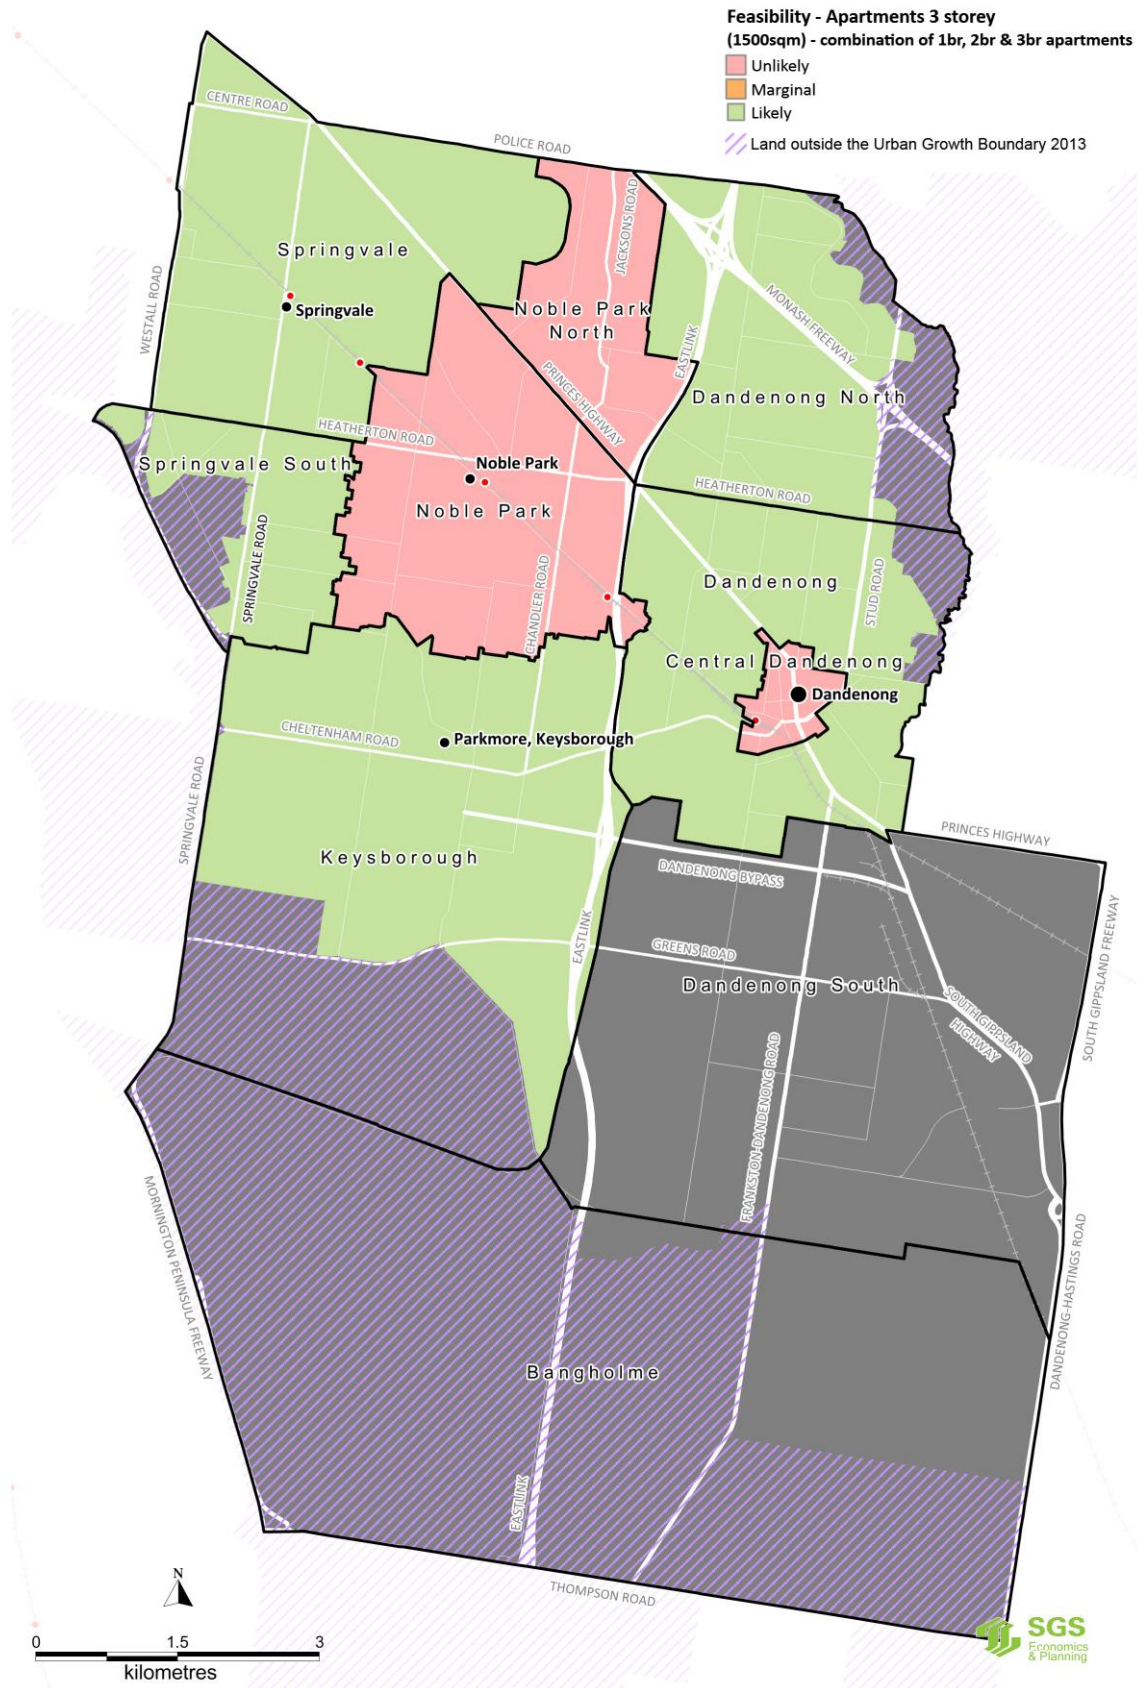 Feasibility - Apartments 3 storey
(1500sqm) - combination of 1br, 2br & 3br apartments
Unlikely
Marginal
Likely
Land outside the Urban Growth Boundary 2013
CENTRE ROAD
POLICE ROAD
JACKSONS ROAD
Springvale
Springvale
WESTALL ROAD
Noble Park
North
MONASH FREEWAY
EASTLINK
PRINCES HIGHWAY
Dandenong North
HEATHERTON ROAD
Springvale South
Noble Park
Noble Park
HEATHERTON ROAD
SPRINGVALE ROAD
CHANDLER ROAD
Dandenong
STUD ROAD
Central Dandenong
Dandenong
CHELTENHAM ROAD
Parkmore, Keysborough
SPRINGVALE ROAD
Keysborough
PRINCES HIGHWAY
DANDENONG BYPASS
EASTLINK
GREENS ROAD
Dandenong South
SOUTH GIPPSLAND FREEWAY
SOUTH GIPPSLAND
HIGHWAY
FRANKSTON-DANDENONG ROAD
MORNINGTON PENINSULA FREEWAY
DANDENONG-HASTINGS ROAD
Bangholme
EASTLINK
THOMPSON ROAD
N
0 1.5 3
kilometres
SGS
Economics
& Planning